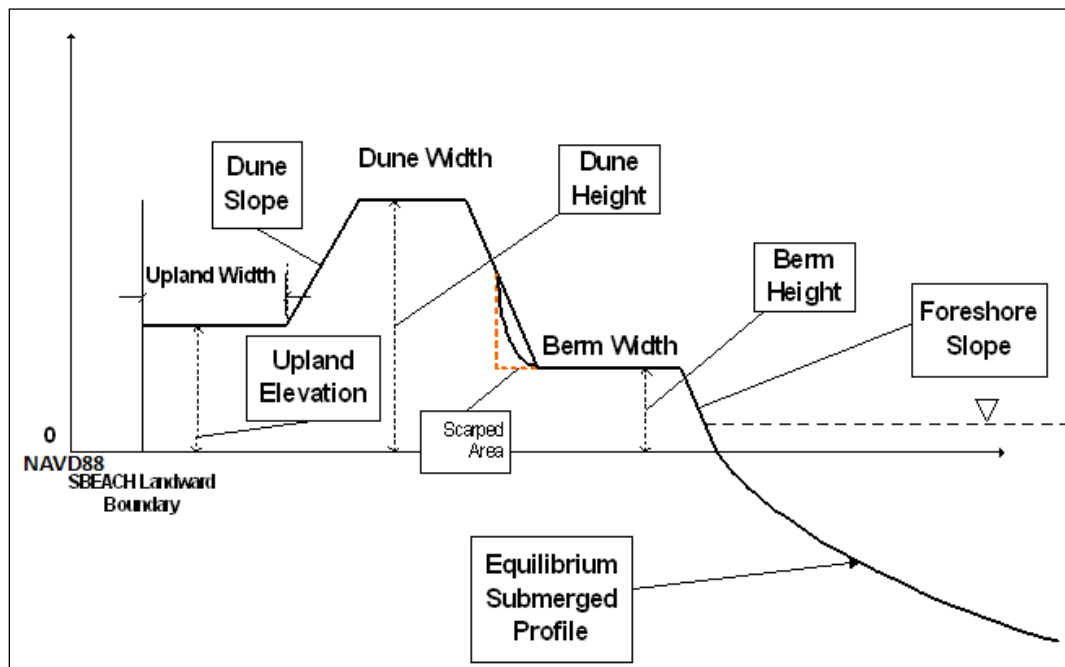 Dune Width
Dune
Slope
Dune
Height
Upland Width
Berm
Height
Foreshore
Slope
Berm Width
Upland
Elevation
Scarped
Area
0
NAVD88
SBEACH Landward
Boundary
Equilibrium
Submerged
Profile